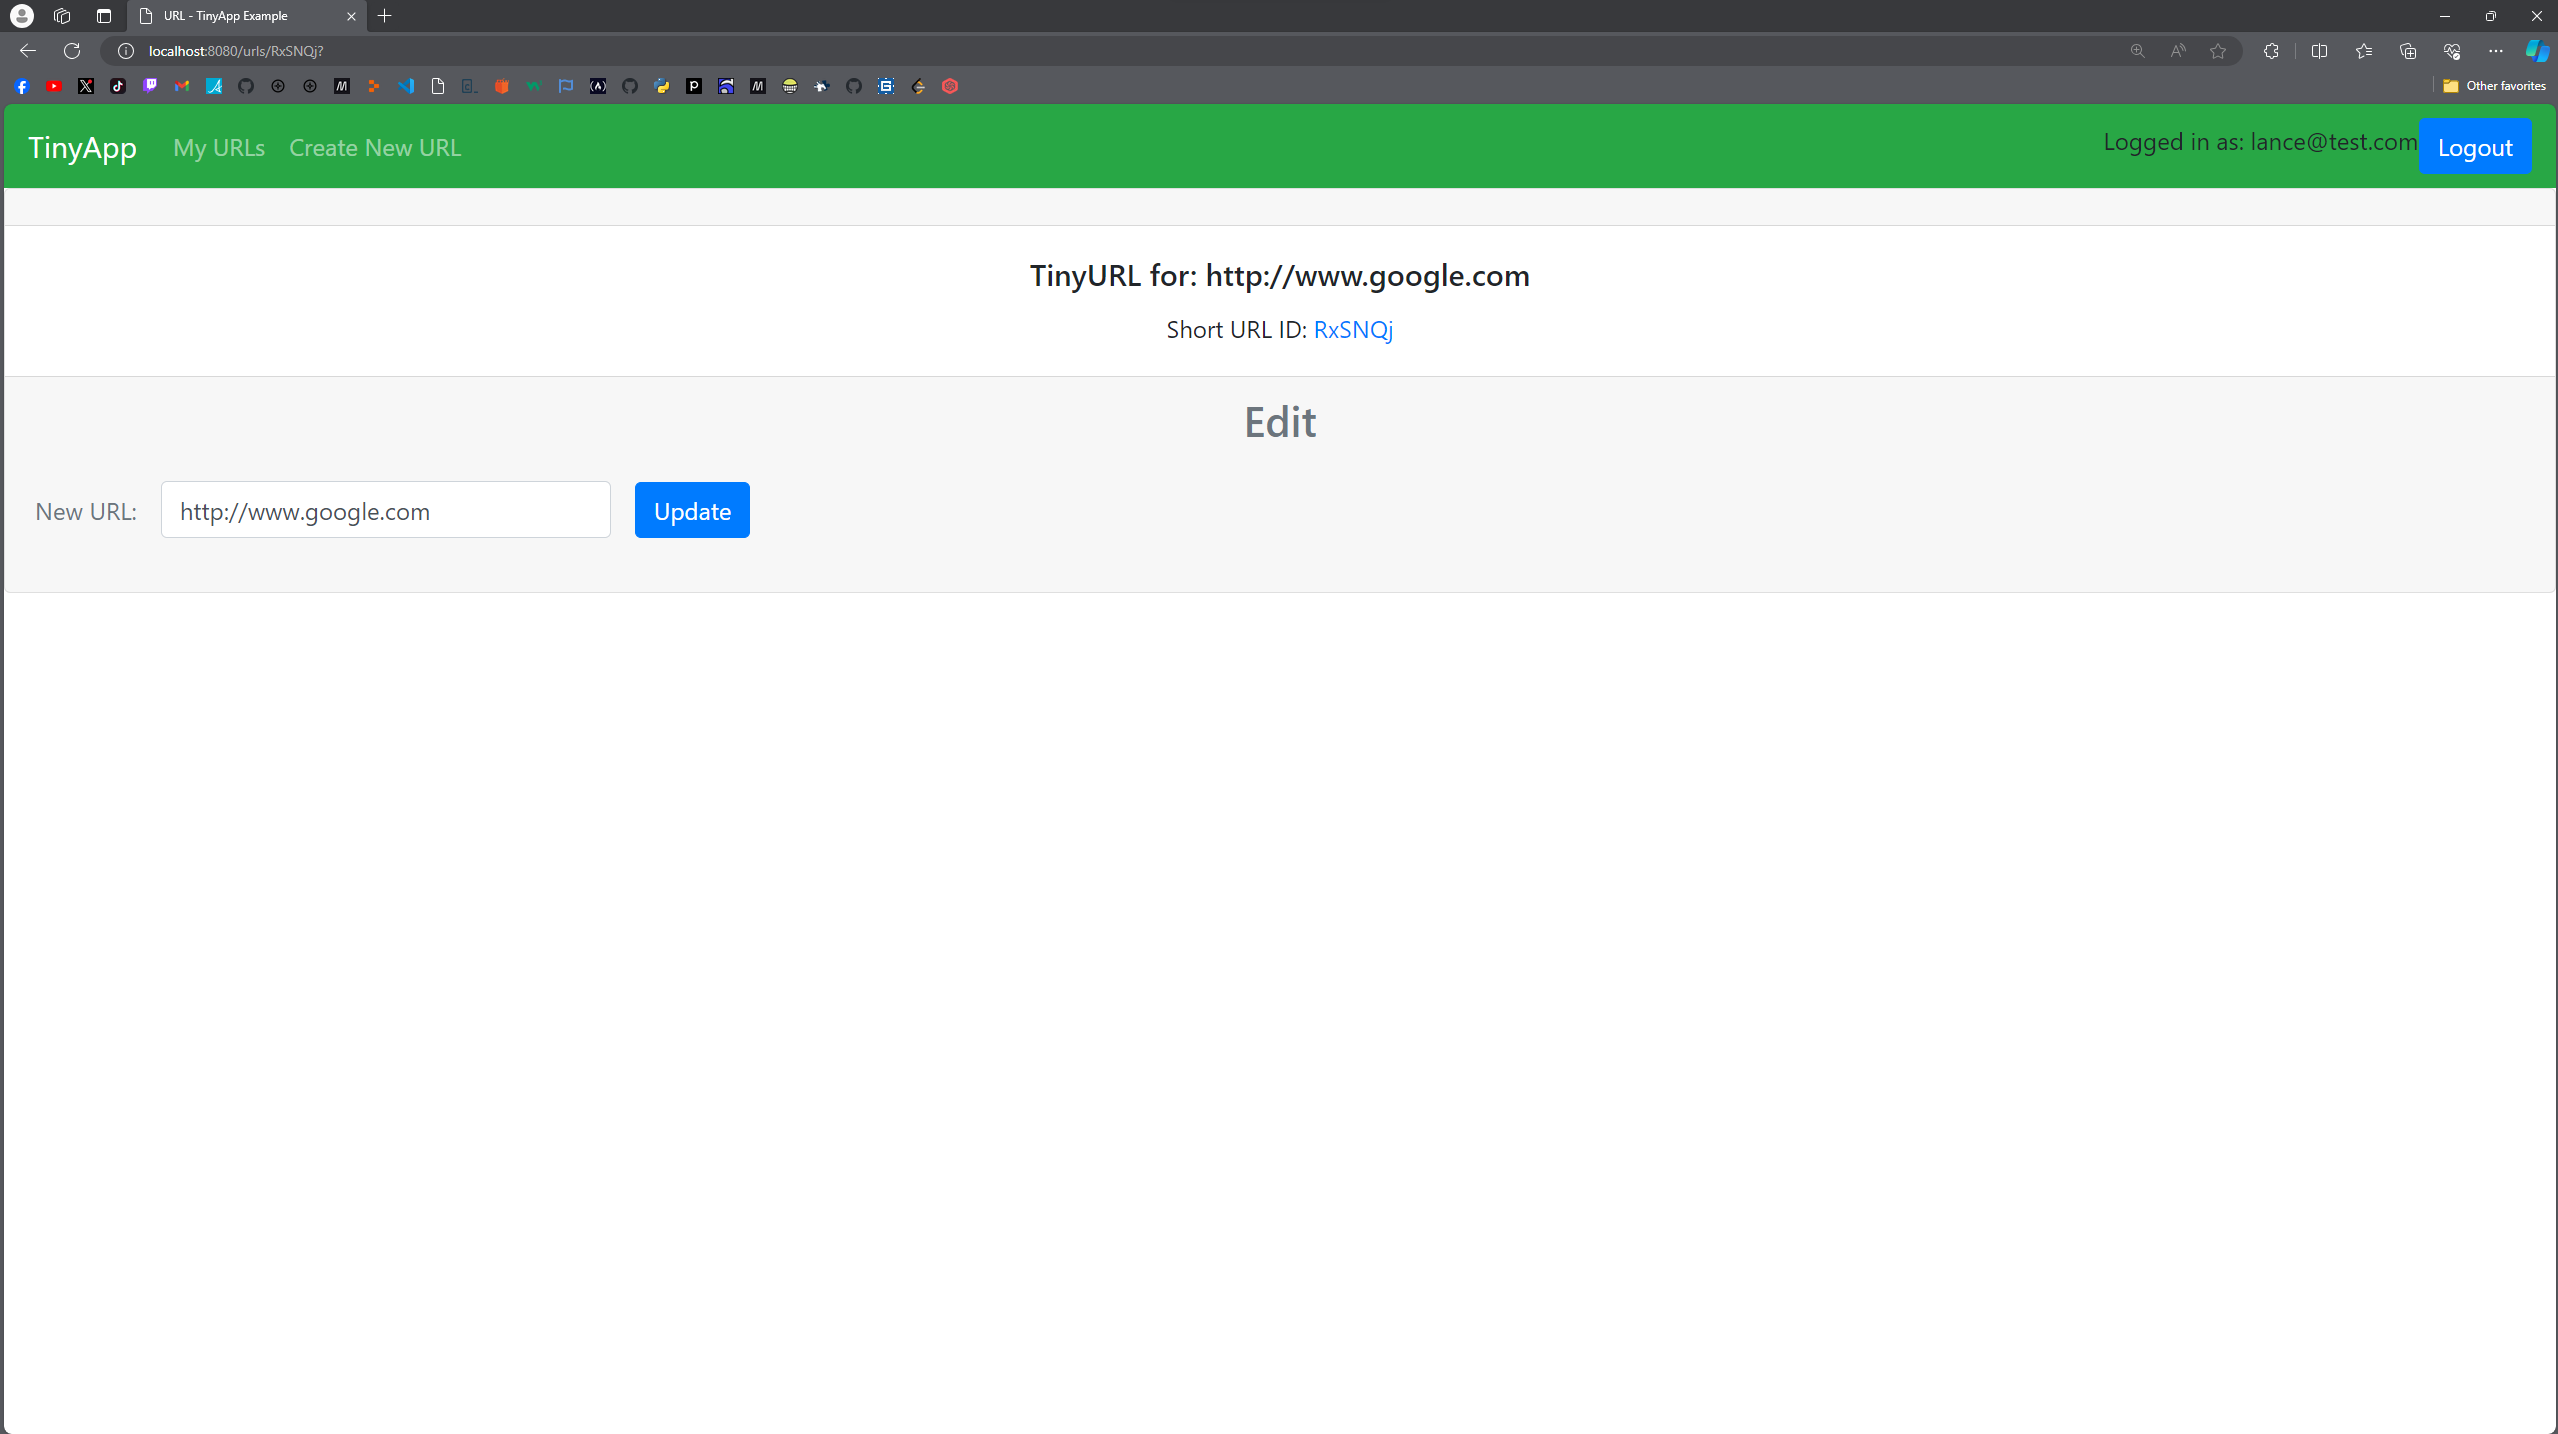 URL - TinyApp Example
localhost:8080/urls/RxSNQj?
Other favorites
TinyApp My URLs Create New URL Logged in as: lance@test.com Logout
TinyURL for: http://www.google.com
Short URL ID: RxSNQj
Edit
New URL: http://www.google.com Update